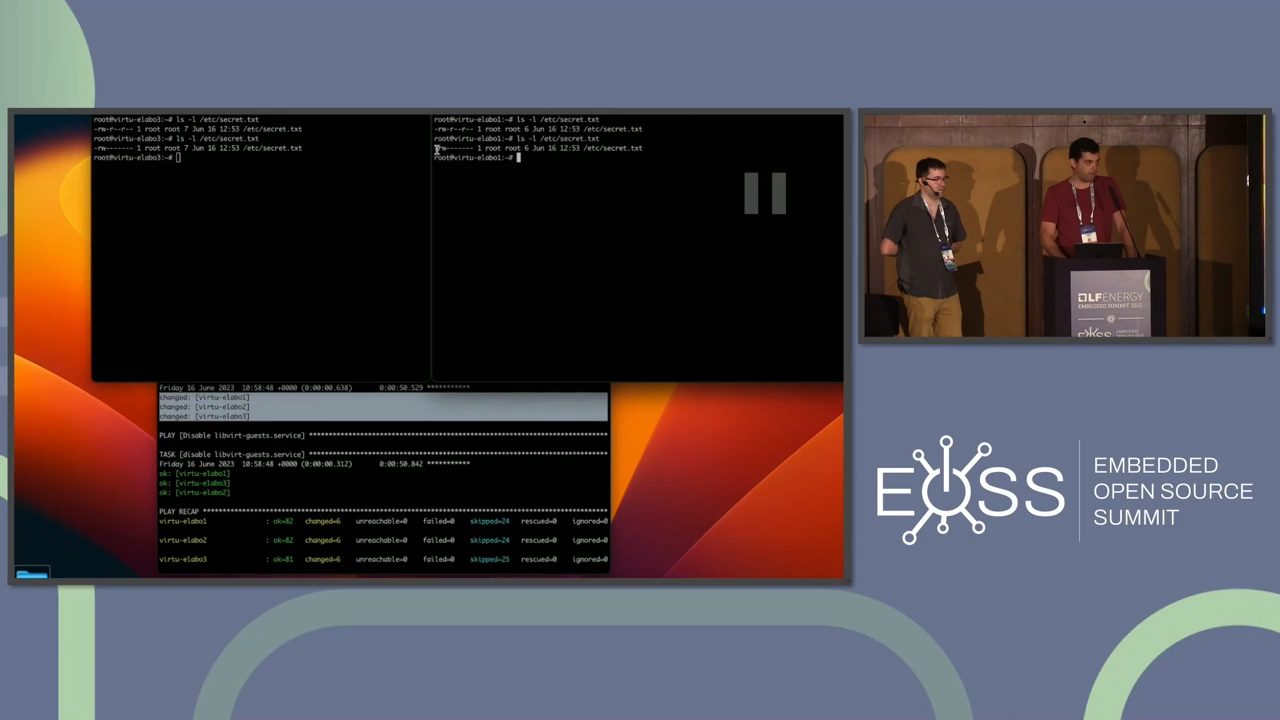 root@virtu-elabo3:~# ls -l /etc/secret.txt
-rw-r--r-- 1 root root 7 Jun 16 12:53 /etc/secret.txt
root@virtu-elabo3:~# ls -l /etc/secret.txt
-rw------- 1 root root 7 Jun 16 12:53 /etc/secret.txt
root@virtu-elabo3:~#
root@virtu-elabo1:~# ls -l /etc/secret.txt
-rw-r--r-- 1 root root 6 Jun 16 12:53 /etc/secret.txt
root@virtu-elabo1:~# ls -l /etc/secret.txt
-rw------- 1 root root 6 Jun 16 12:53 /etc/secret.txt
root@virtu-elabo1:~#
Friday 16 June 2023 10:58:48 +0000 (0:00:00.638) 0:00:50.529 ***********
changed: [virtu-elabo1]
changed: [virtu-elabo2]
changed: [virtu-elabo3]
PLAY [Disable libvirt-guests.service] ***************************************************************
TASK [disable libvirt-guests.service] ***************************************************************
Friday 16 June 2023 10:58:48 +0000 (0:00:00.312) 0:00:50.842 ***********
ok: [virtu-elabo1]
ok: [virtu-elabo3]
ok: [virtu-elabo2]
PLAY RECAP ******************************************************************************************
virtu-elabo1 : ok=82 changed=6 unreachable=0 failed=0 skipped=24 rescued=0 ignored=0
virtu-elabo2 : ok=82 changed=6 unreachable=0 failed=0 skipped=24 rescued=0 ignored=0
virtu-elabo3 : ok=81 changed=6 unreachable=0 failed=0 skipped=25 rescued=0 ignored=0
LFENERGY
EMBEDDED SUMMIT 2023
@
EOSS
EOSS
EMBEDDED
OPEN SOURCE
SUMMIT